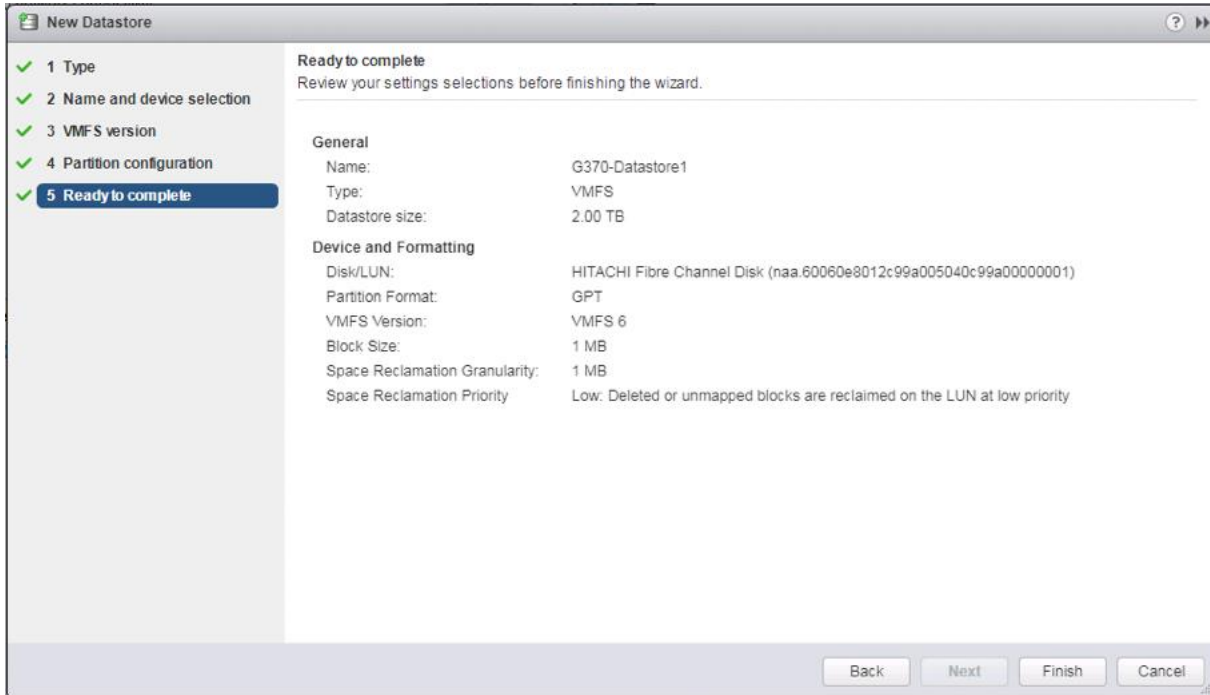 New Datastore
1 Type
2 Name and device selection
3 VMFS version
4 Partition configuration
5 Ready to complete
Ready to complete
Review your settings selections before finishing the wizard.
General
Name: G370-Datastore1
Type: VMFS
Datastore size: 2.00 TB
Device and Formatting
Disk/LUN: HITACHI Fibre Channel Disk (naa.60060e8012c99a005040c99a00000001)
Partition Format: GPT
VMFS Version: VMFS 6
Block Size: 1 MB
Space Reclamation Granularity: 1 MB
Space Reclamation Priority Low: Deleted or unmapped blocks are reclaimed on the LUN at low priority
Back Next Finish Cancel